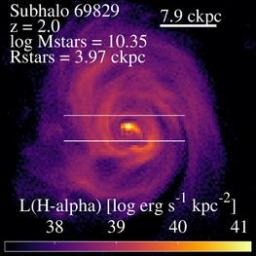 Subhalo 69829
7.9 ckpc
z = 2.0
log Mstars = 10.35
Rstars = 3.97 ckpc
L(H-alpha) [log erg s⁻¹ kpc⁻²]
38 39 40 41